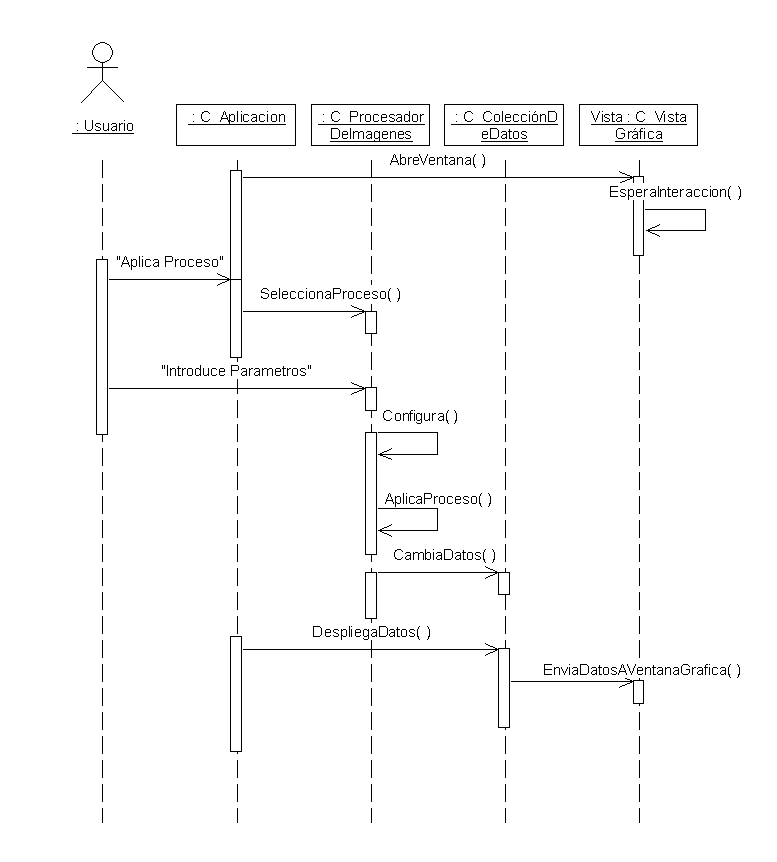 : Usuario
: C_Aplicacion
: C_Procesador
DeImagenes
: C_ColecciónD
eDatos
Vista : C_Vista
Gráfica
AbreVentana( )
EsperaInteraccion( )
"Aplica Proceso"
SeleccionaProceso( )
"Introduce Parametros"
Configura( )
AplicaProceso( )
CambiaDatos( )
DespliegaDatos( )
EnviaDatosAVentanaGrafica( )